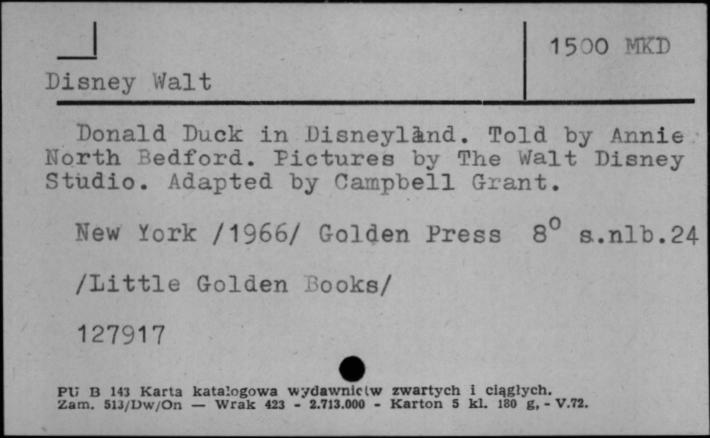 1500 MKD
Disney Walt
Donald Duck in Disneylànd. Told by Annie
North Bedford. Pictures by The Walt Disney
Studio. Adapted by Campbell Grant.
New York /1966/ Golden Press 8° s.nlb.24
/Little Golden Books/
127917
PU B 143 Karta katalogowa wydawnictw zwartych i ciągłych.
Zam. 513/Dw/On — Wrak 423 - 2.713.000 - Karton 5 kl. 180 g, - V.72.